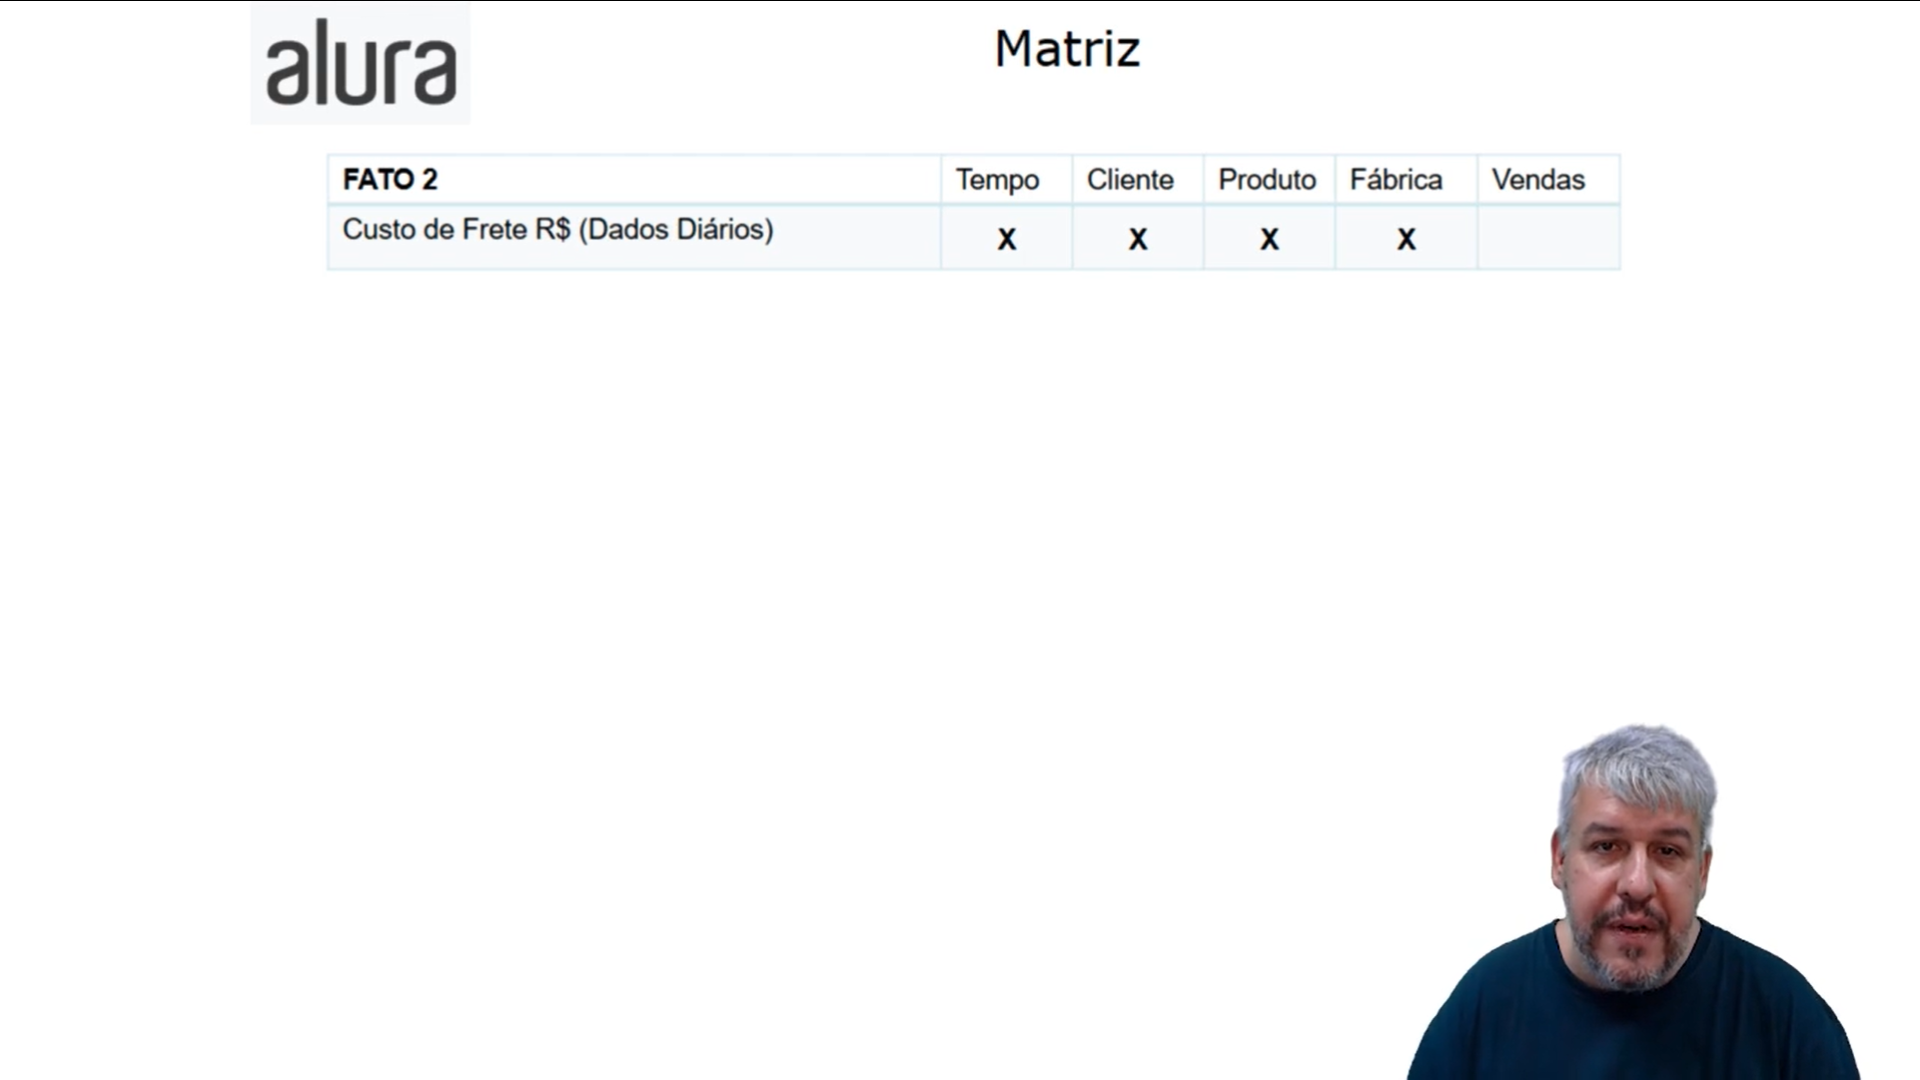 alura
Matriz
FATO 2 Tempo Cliente Produto Fábrica Vendas
Custo de Frete R$ (Dados Diários) X X X X